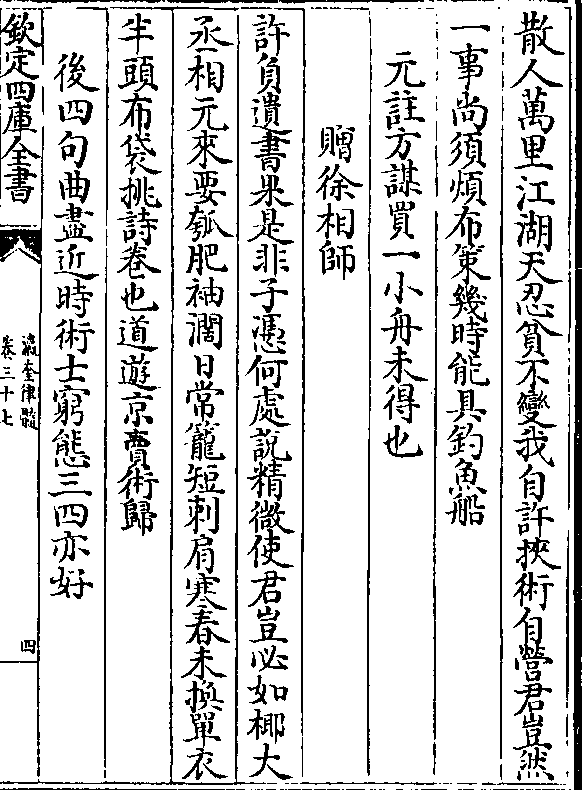 散人萬里江湖天忍貧不變我自許挾術自營君豈然
一事尚須煩布策幾時能具釣魚船
元註方謀買一小舟未得也
贈徐相師
許負遺書果是非子憑何處說精微使君豈必如椰大
丞相元來要瓠肥袖濶日常籠短刺肩寒春未換單衣
半頭布袋挑詩卷也道遊京賣術歸
後四句曲盡近時術士窮態三四亦好
欽定四庫全書
瀛奎律髓
卷三十七
四